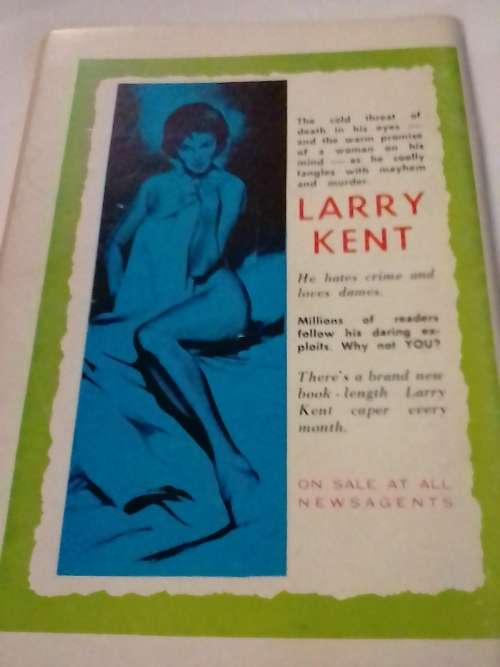 The cold threat of
death in his eyes —
and the warm promise
of a woman on his
mind — as he coolly
tangles with mayhem
and murder.
LARRY
KENT
He hates crime and
loves dames.
Millions of readers
follow his daring ex-
ploits. Why not YOU?
There's a brand new
book-length Larry
Kent caper every
month.
ON SALE AT ALL
NEWSAGENTS